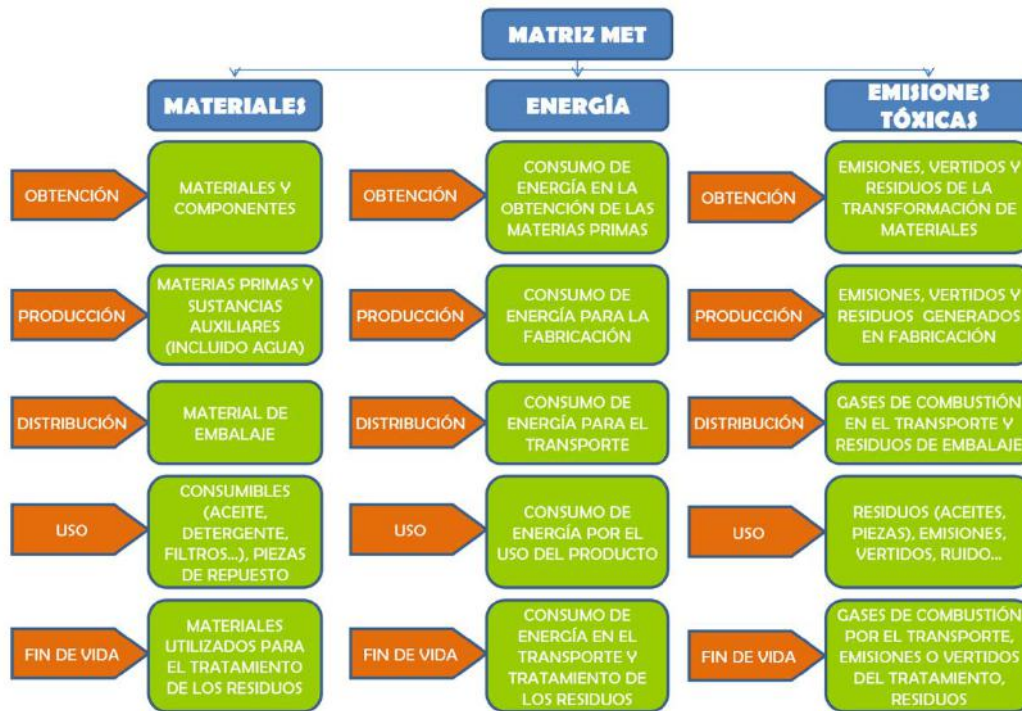 MATRIZ MET
MATERIALES
ENERGÍA
EMISIONES
TÓXICAS
OBTENCIÓN
MATERIALES Y
COMPONENTES
OBTENCIÓN
CONSUMO DE
ENERGÍA EN LA
OBTENCIÓN DE LAS
MATERIAS PRIMAS
OBTENCIÓN
EMISIONES, VERTIDOS Y
RESIDUOS DE LA
TRANSFORMACIÓN DE
MATERIALES
PRODUCCIÓN
MATERIAS PRIMAS Y
SUSTANCIAS
AUXILIARES
(INCLUIDO AGUA)
PRODUCCIÓN
CONSUMO DE
ENERGÍA PARA LA
FABRICACIÓN
PRODUCCIÓN
EMISIONES, VERTIDOS Y
RESIDUOS GENERADOS
EN FABRICACIÓN
DISTRIBUCIÓN
MATERIAL DE
EMBALAJE
DISTRIBUCIÓN
CONSUMO DE
ENERGÍA PARA EL
TRANSPORTE
DISTRIBUCIÓN
GASES DE COMBUSTIÓN
EN EL TRANSPORTE Y
RESIDUOS DE EMBALAJE
USO
CONSUMIBLES
(ACEITE,
DETERGENTE,
FILTROS...), PIEZAS
DE REPUESTO
USO
CONSUMO DE
ENERGÍA POR EL
USO DEL PRODUCTO
USO
RESIDUOS (ACEITES,
PIEZAS), EMISIONES,
VERTIDOS, RUIDO...
FIN DE VIDA
MATERIALES
UTILIZADOS PARA
EL TRATAMIENTO
DE LOS RESIDUOS
FIN DE VIDA
CONSUMO DE
ENERGÍA EN EL
TRANSPORTE Y
TRATAMIENTO DE
LOS RESIDUOS
FIN DE VIDA
GASES DE COMBUSTIÓN
POR EL TRANSPORTE,
EMISIONES O VERTIDOS
DEL TRATAMIENTO,
RESIDUOS